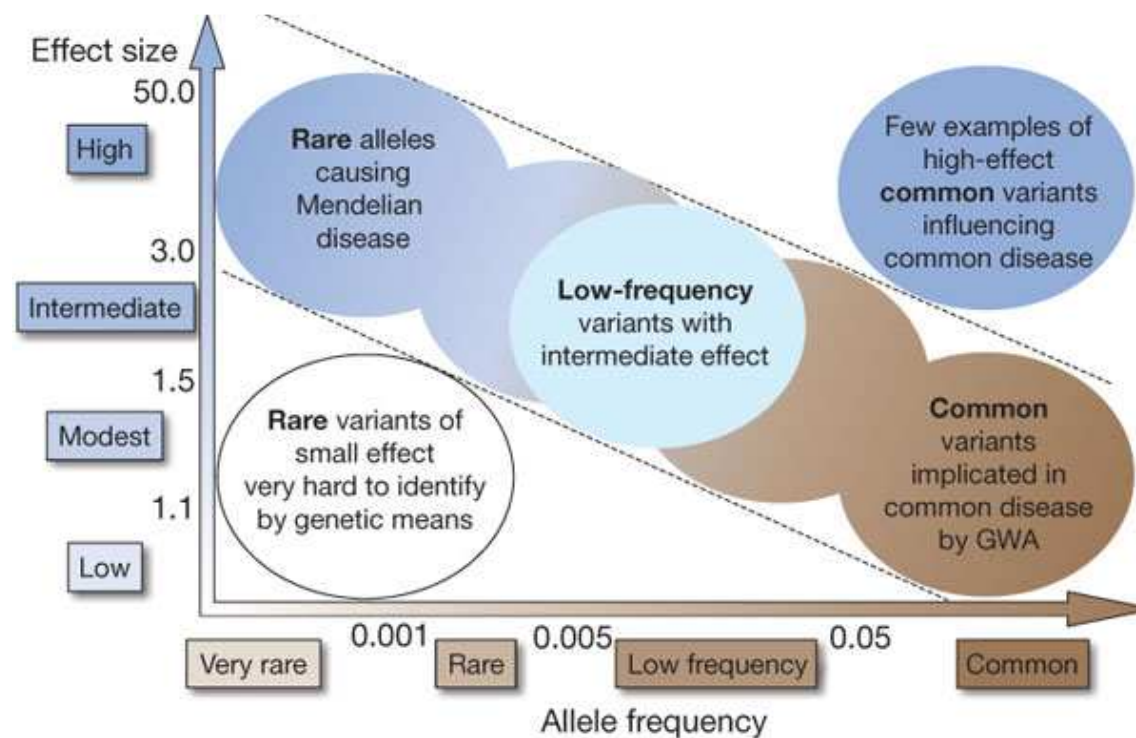 Effect size
50.0
High
3.0
Intermediate
1.5
Modest
1.1
Low
Rare alleles
causing
Mendelian
disease
Few examples of
high-effect
common variants
influencing
common disease
Low-frequency
variants with
intermediate effect
Rare variants of
small effect
very hard to identify
by genetic means
Common
variants
implicated in
common disease
by GWA
0.001
0.005
0.05
Very rare
Rare
Low frequency
Common
Allele frequency